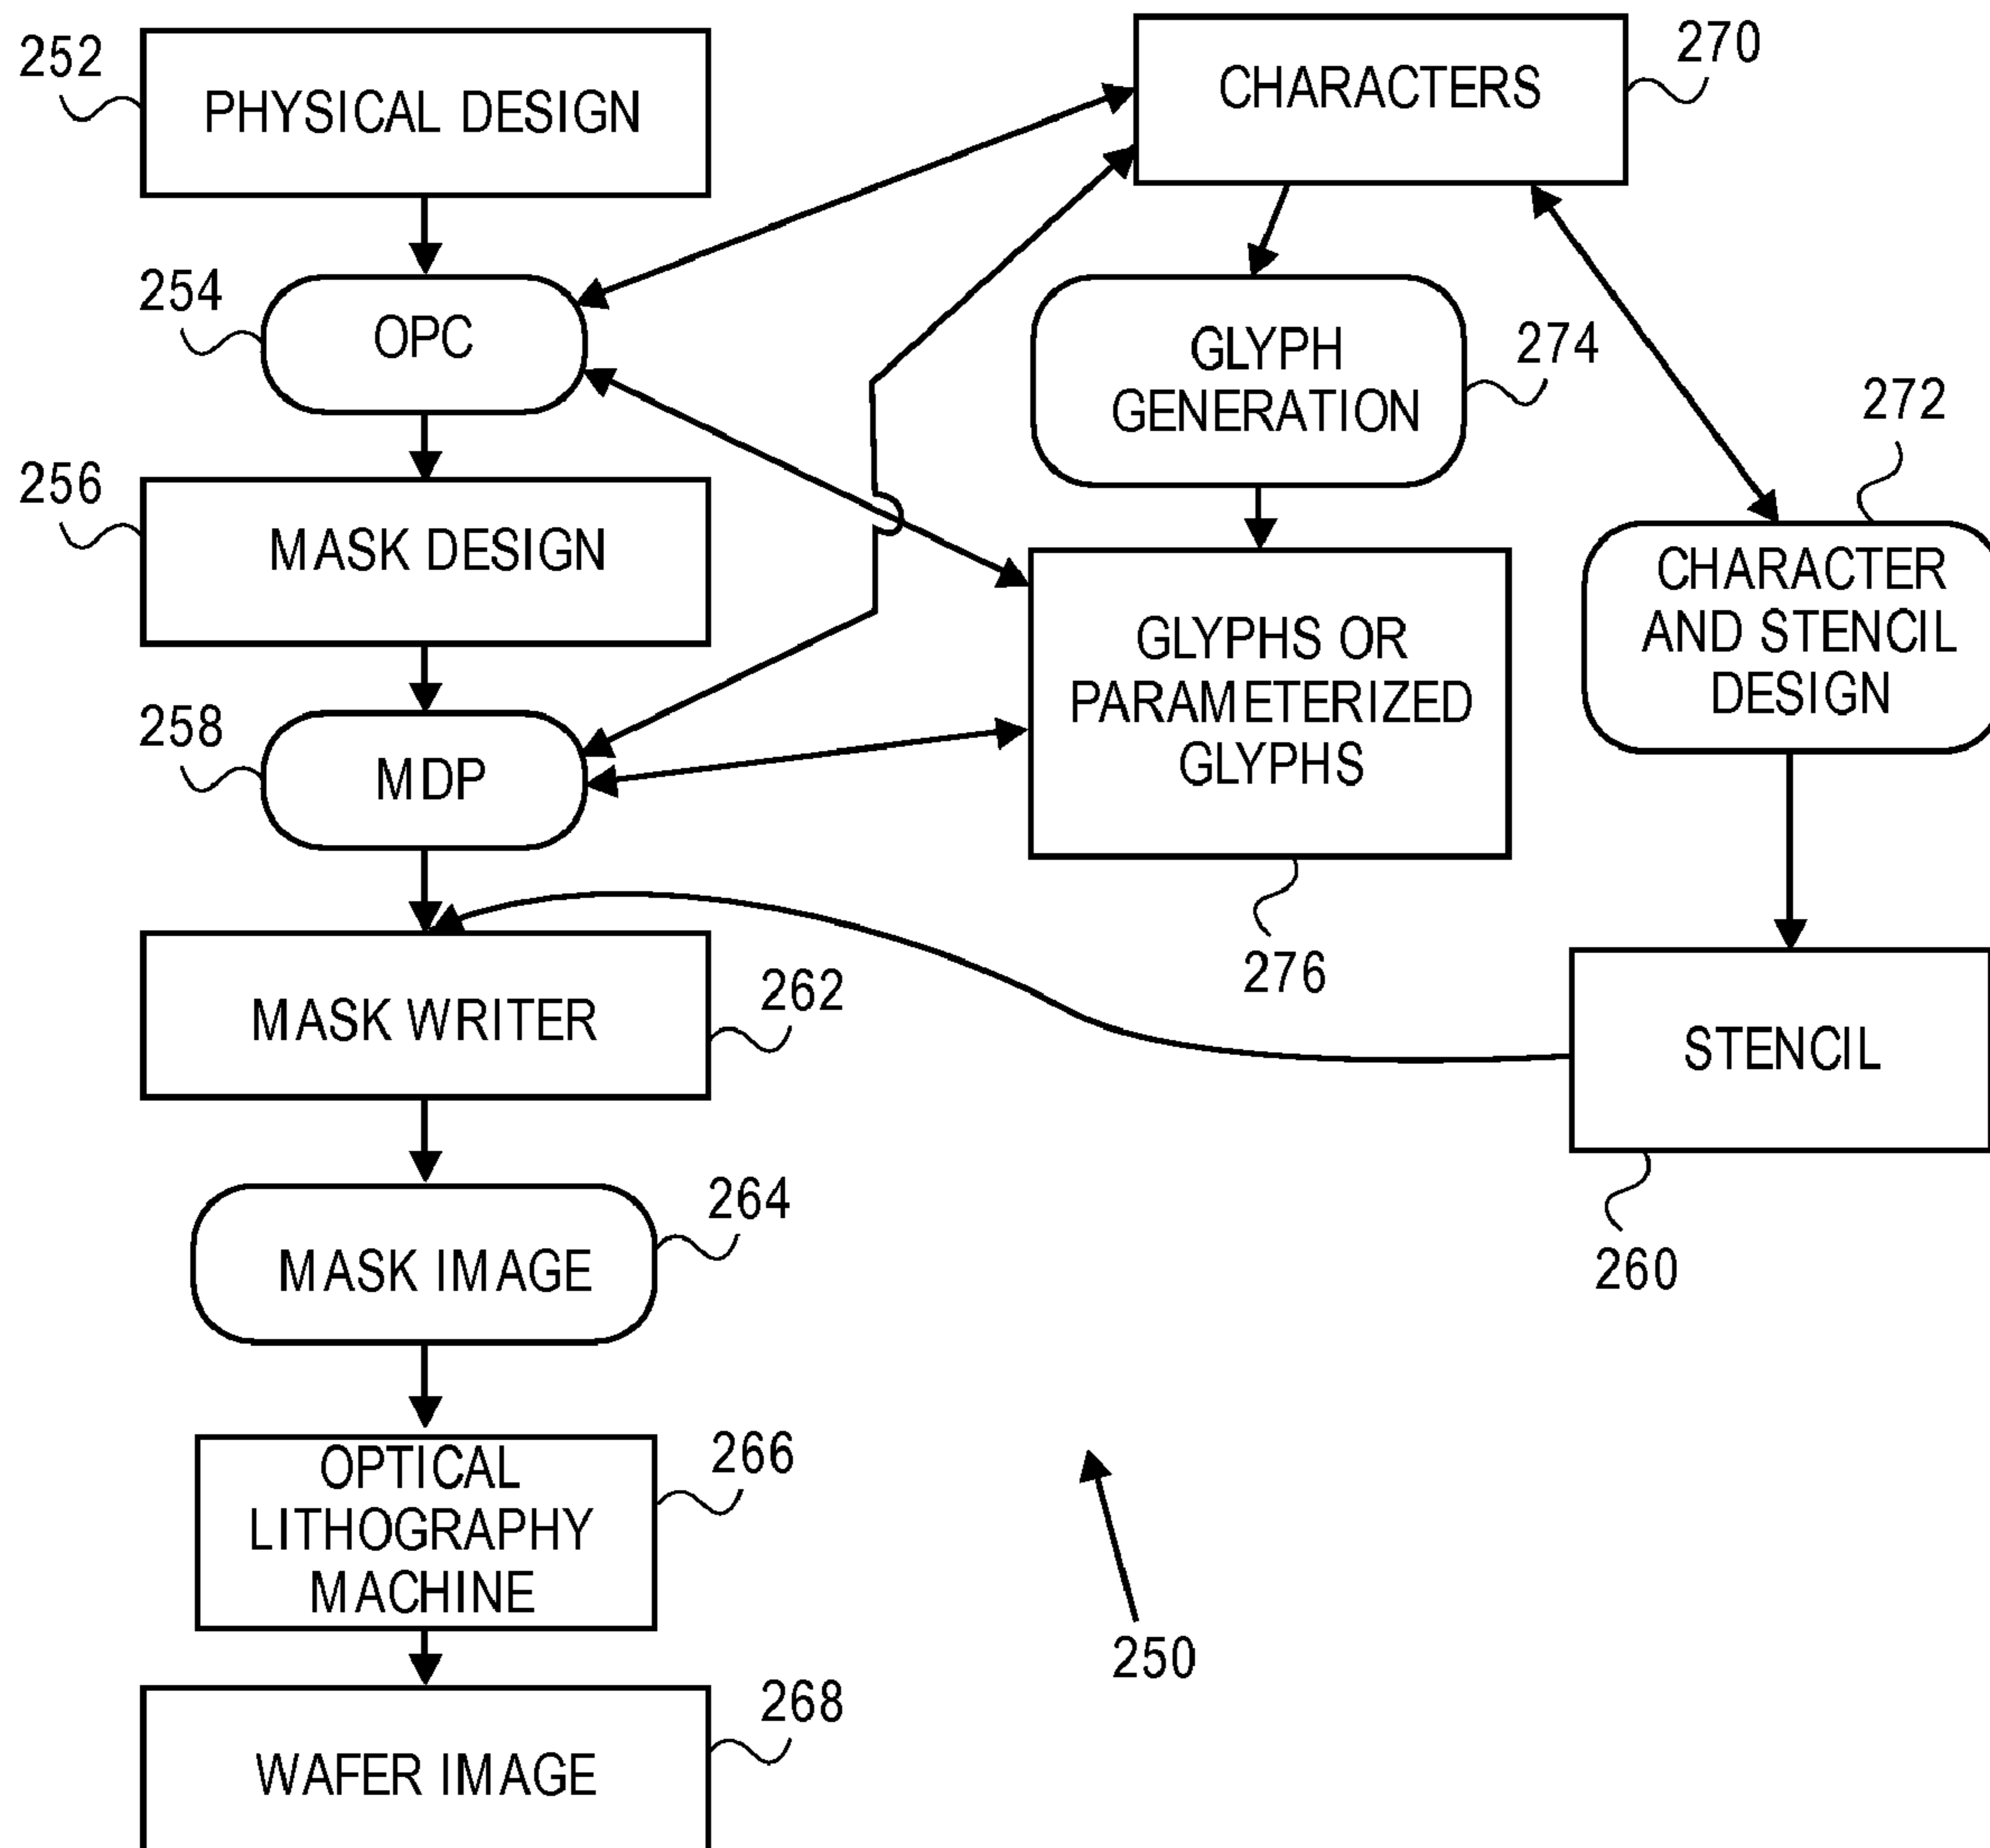 252
PHYSICAL DESIGN
CHARACTERS
270
254
OPC
GLYPH
GENERATION
274
272
256
MASK DESIGN
CHARACTER
AND STENCIL
DESIGN
GLYPHS OR
PARAMETERIZED
GLYPHS
258
MDP
276
MASK WRITER
262
STENCIL
260
264
MASK IMAGE
OPTICAL
LITHOGRAPHY
MACHINE
266
250
268
WAFER IMAGE